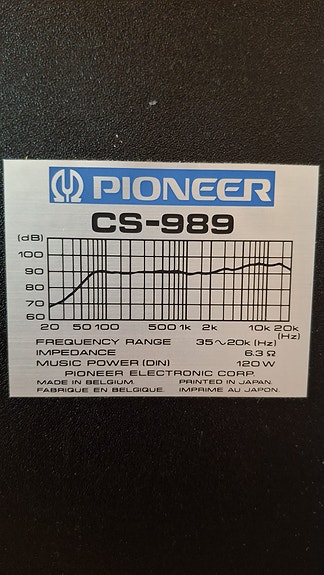 PIONEER
CS-989
(dB)
100
90
80
70
60
20 50 100 500 1k 2k 10k 20k
(Hz)
FREQUENCY RANGE 35∿20k (Hz)
IMPEDANCE 6.3 Ω
MUSIC POWER (DIN) 120 W
PIONEER ELECTRONIC CORP.
MADE IN BELGIUM. PRINTED IN JAPAN.
FABRIQUE EN BELGIQUE. IMPRIME AU JAPON.